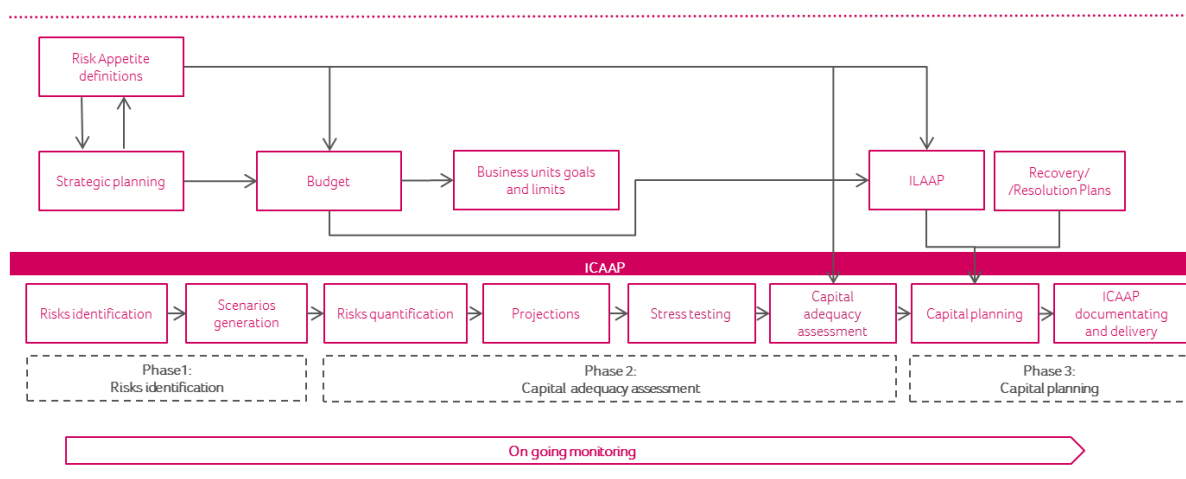 Risk Appetite
definitions
Strategic planning
Budget
Business units goals
and limits
ILAAP
Recovery/
/Resolution Plans
ICAAP
Risks identification
Scenarios
generation
Risks quantification
Projections
Stress testing
Capital
adequacy
assessment
Capital planning
ICAAP
documentating
and delivery
Phase1:
Risks identification
Phase 2:
Capital adequacy assessment
Phase 3:
Capital planning
On going monitoring